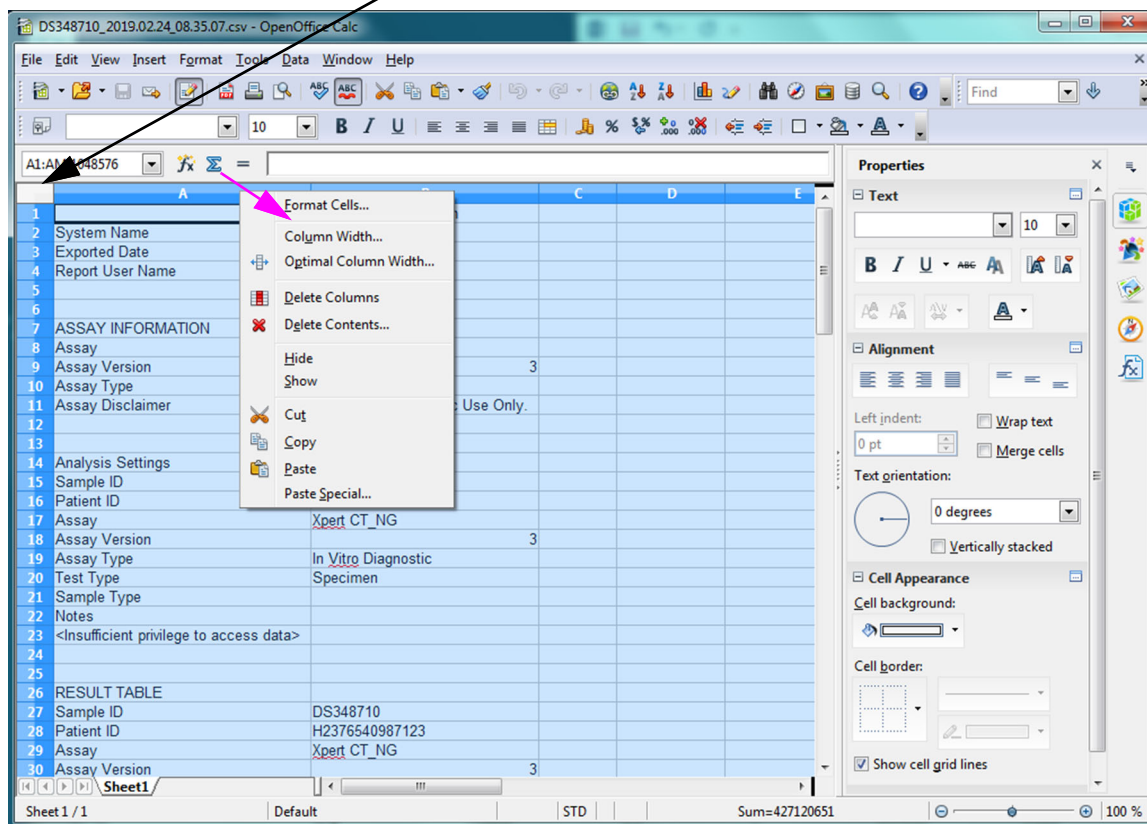 DS348710_2019.02.24_08.35.07.csv - OpenOffice Calc
File Edit View Insert Format Tools Data Window Help
Find
10
A1:AM1048576
A C D E
1
2 System Name
3 Exported Date
4 Report User Name
5
6
7 ASSAY INFORMATION
8 Assay
9 Assay Version 3
10 Assay Type
11 Assay Disclaimer Use Only.
12
13
14 Analysis Settings
15 Sample ID
16 Patient ID
17 Assay Xpert CT_NG
18 Assay Version 3
19 Assay Type In Vitro Diagnostic
20 Test Type Specimen
21 Sample Type
22 Notes
23 <Insufficient privilege to access data>
24
25
26 RESULT TABLE
27 Sample ID DS348710
28 Patient ID H2376540987123
29 Assay Xpert CT_NG
30 Assay Version 3
Format Cells...
Column Width...
Optimal Column Width...
Delete Columns
Delete Contents...
Hide
Show
Cut
Copy
Paste
Paste Special...
Sheet1
Sheet 1 / 1 Default STD Sum=427120651 100 %
Properties
Text
10
Alignment
Left indent:
Wrap text
0 pt
Merge cells
Text orientation:
0 degrees
Vertically stacked
Cell Appearance
Cell background:
Cell border:
Show cell grid lines